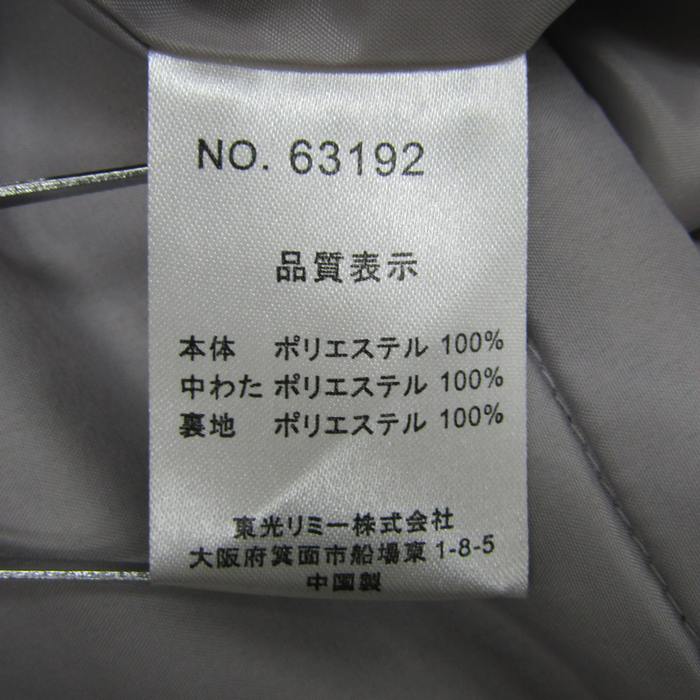 NO. 63192
品質表示
本体 ポリエステル 100%
中わた ポリエステル 100%
裏地 ポリエステル 100%
東光リミー株式会社
大阪府箕面市船場東 1-8-5
中国製